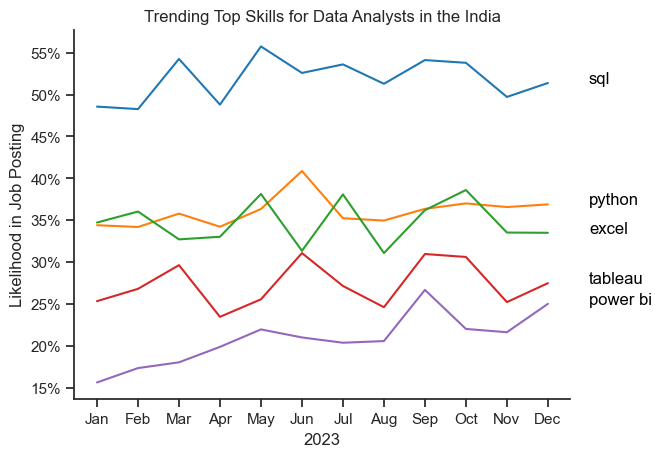 Trending Top Skills for Data Analysts in the India
Likelihood in Job Posting
55%
50%
45%
40%
35%
30%
25%
20%
15%
sql
python
excel
tableau
power bi
Jan Feb Mar Apr May Jun Jul Aug Sep Oct Nov Dec
2023